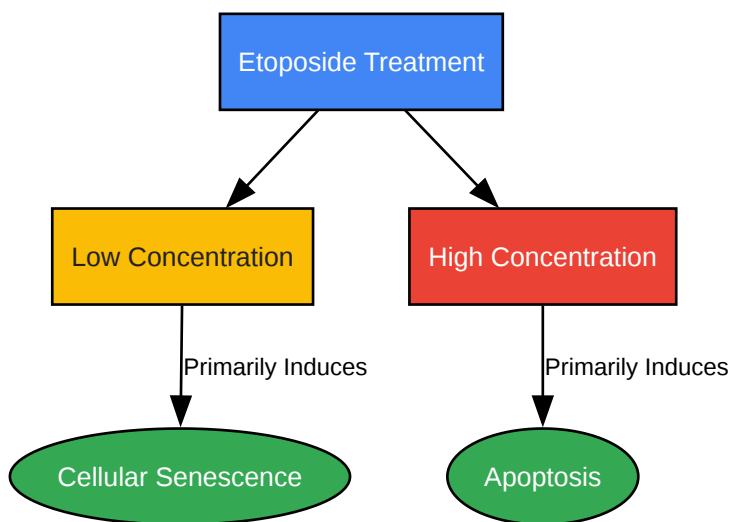 Etoposide Treatment
Low Concentration
High Concentration
Primarily Induces
Primarily Induces
Cellular Senescence
Apoptosis